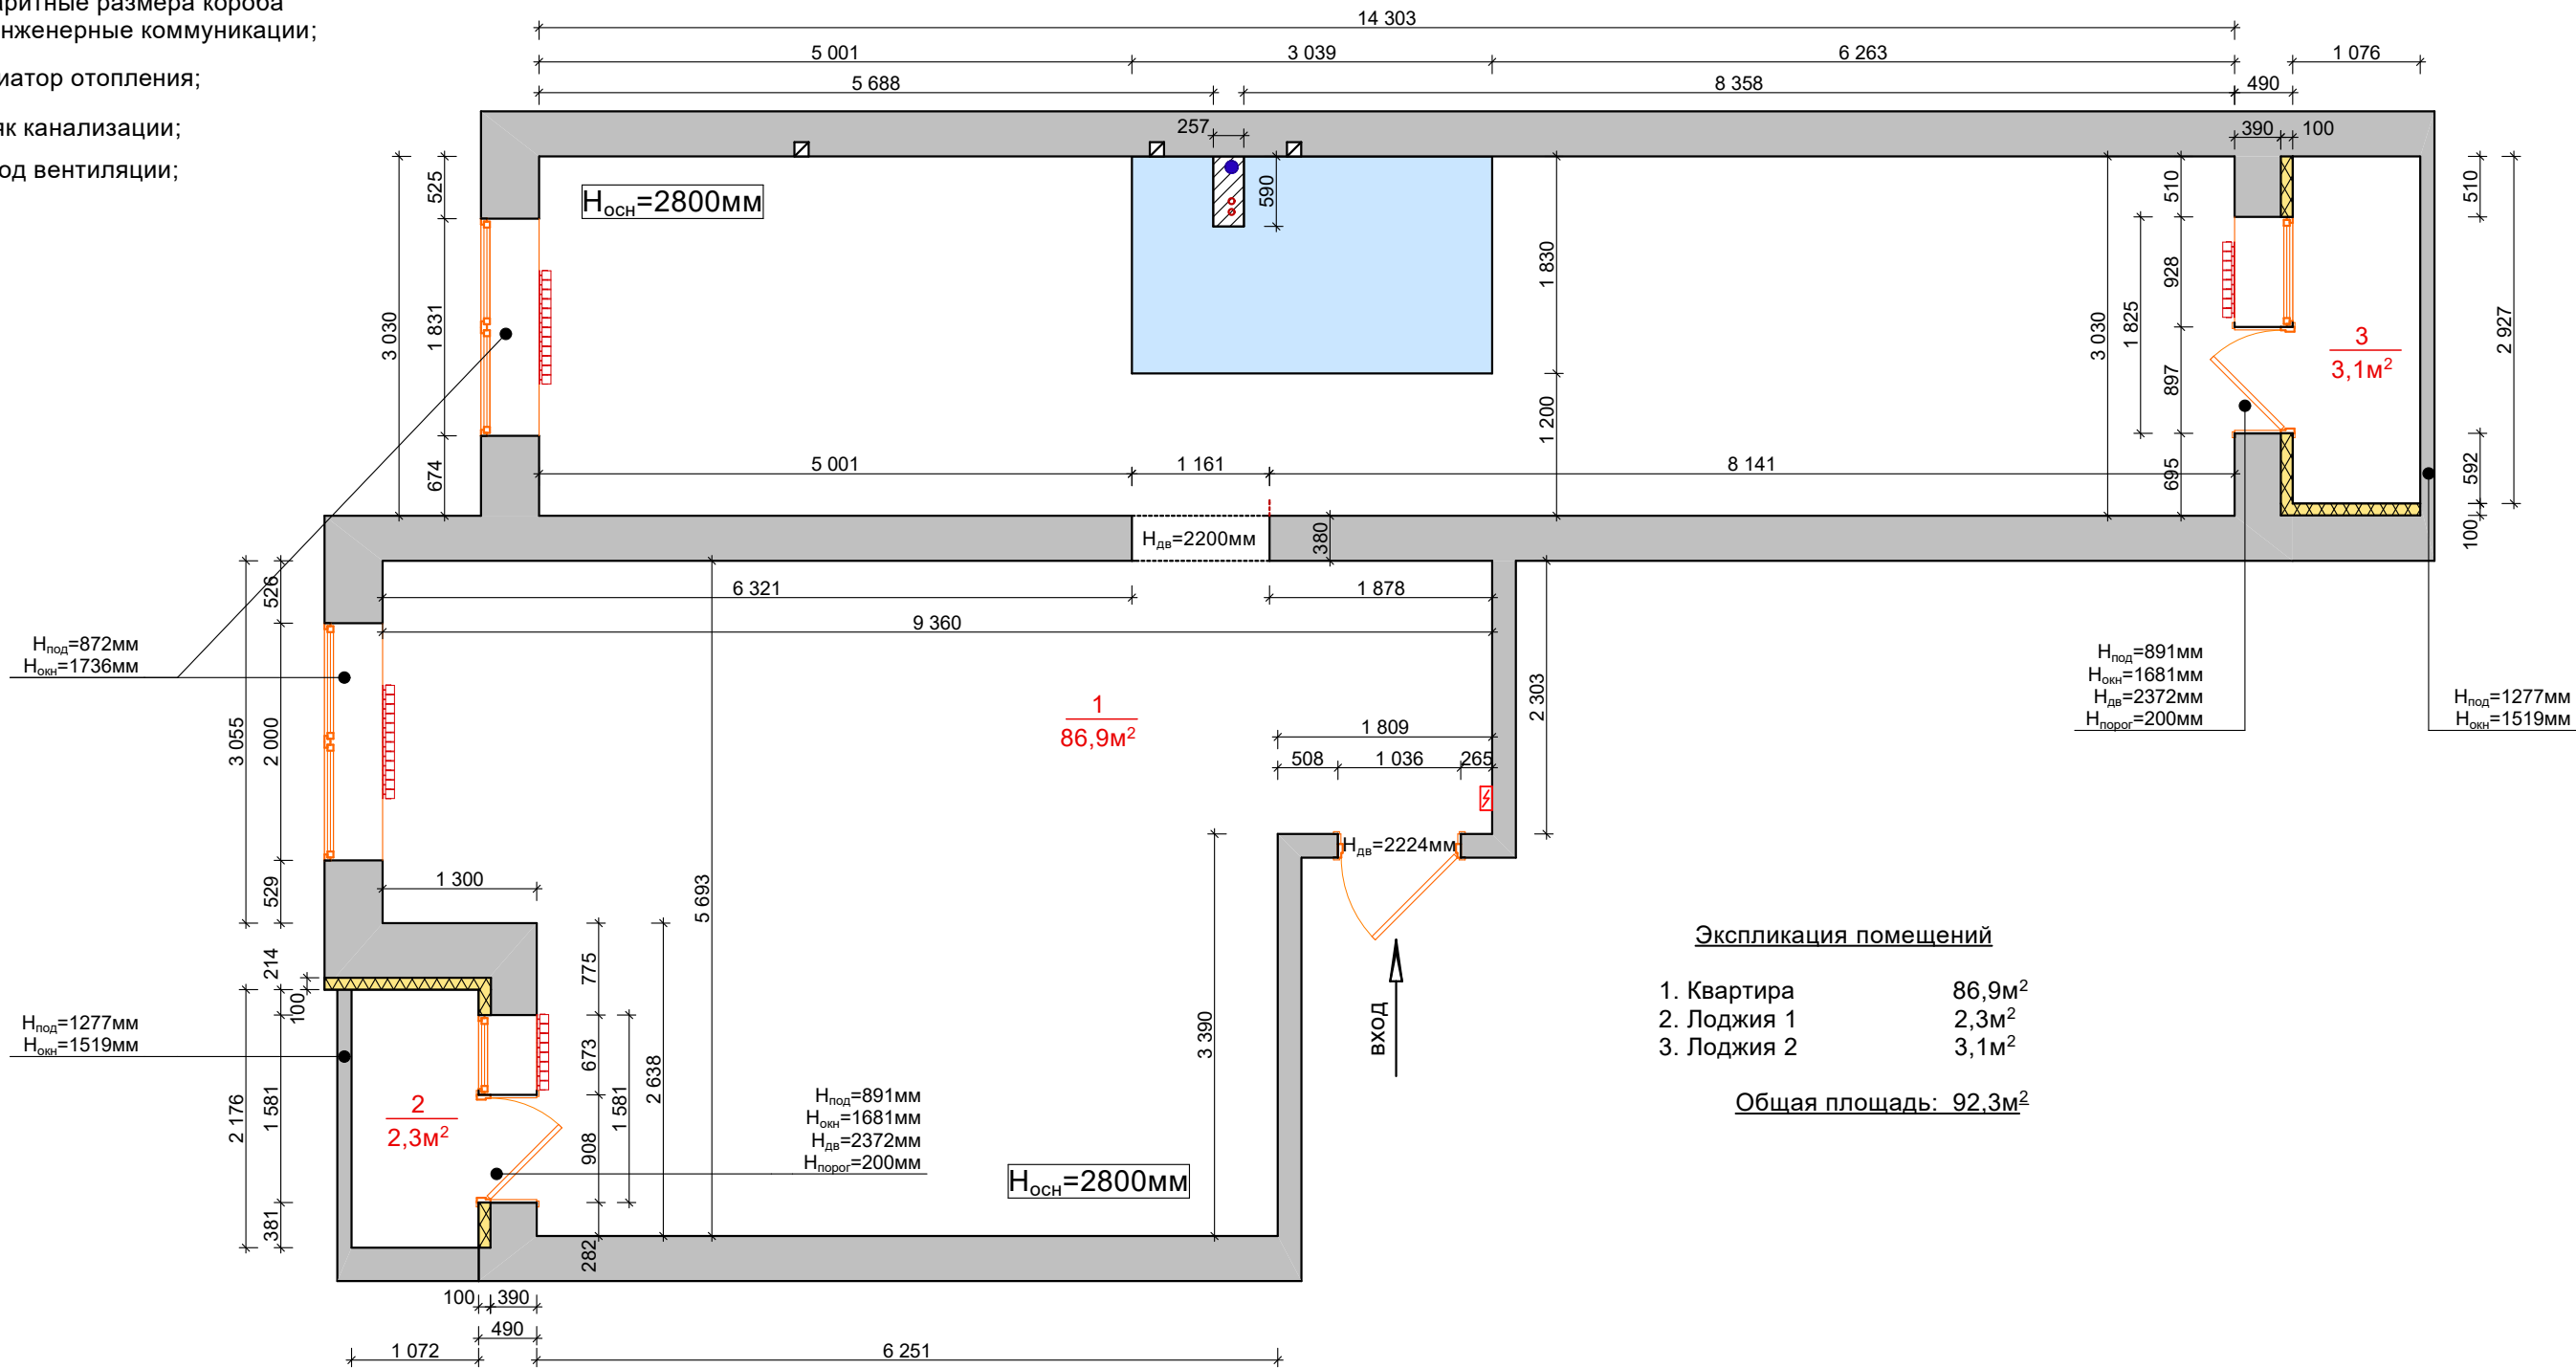 аритные размера короба
нженерные коммуникации;
иатор отопления;
як канализации;
од вентиляции;
14 303
5 001
3 039
6 263
1 076
5 688
8 358
490
257
390
100
525
590
510
510
Hосн=2800мм
1 830
928
1 825
3 030
1 831
3 030
2 927
3
3,1м²
897
1 200
674
5 001
1 161
8 141
695
592
100
Hдв=2200мм
380
526
6 321
1 878
9 360
Hпод=872мм
Hокн=1736мм
3 055
2 000
1
86,9м²
2 303
1 809
508
1 036
265
Hпод=891мм
Hокн=1681мм
Hдв=2372мм
Hпорог=200мм
Hпод=1277мм
Hокн=1519мм
Hдв=2224мм
529
1 300
5 693
214
100
775
3 390
вход
Экспликация помещений
1. Квартира 86,9м²
2. Лоджия 1 2,3м²
3. Лоджия 2 3,1м²
Общая площадь: 92,3м²
Hпод=1277мм
Hокн=1519мм
673
2 638
1 581
2 176
1 581
2
2,3м²
908
Hпод=891мм
Hокн=1681мм
Hдв=2372мм
Hпорог=200мм
Hосн=2800мм
381
282
100
390
490
1 072
6 251